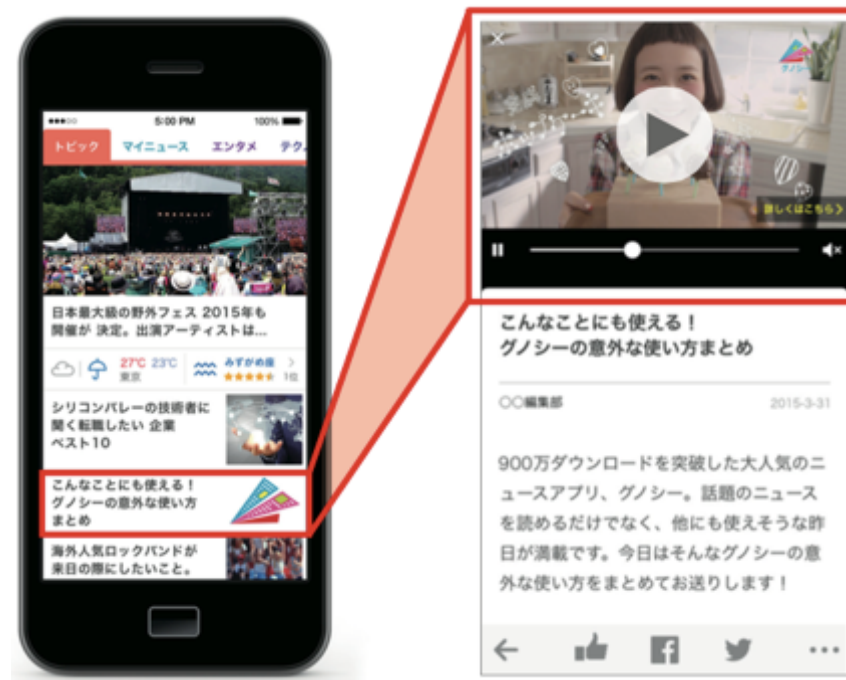 5:00 PM
100%
トピック マイニュース エンタメ テク
日本最大級の野外フェス 2015年も
開催が 決定。出演アーティストは...
27℃ 23℃
東京
みずがめ座
★★★★★ 1位
シリコンバレーの技術者に
聞く転職したい 企業
ベスト10
こんなことにも使える!
グノシーの意外な使い方
まとめ
海外人気ロックバンドが
来日の際にしたいこと。
グノシー
詳しくはこちら>
こんなことにも使える!
グノシーの意外な使い方まとめ
〇〇編集部 2015-3-31
900万ダウンロードを突破した大人気のニ
ュースアプリ、グノシー。話題のニュース
を読めるだけでなく、他にも使えそうな昨
日が満載です。今日はそんなグノシーの意
外な使い方をまとめてお送りします!